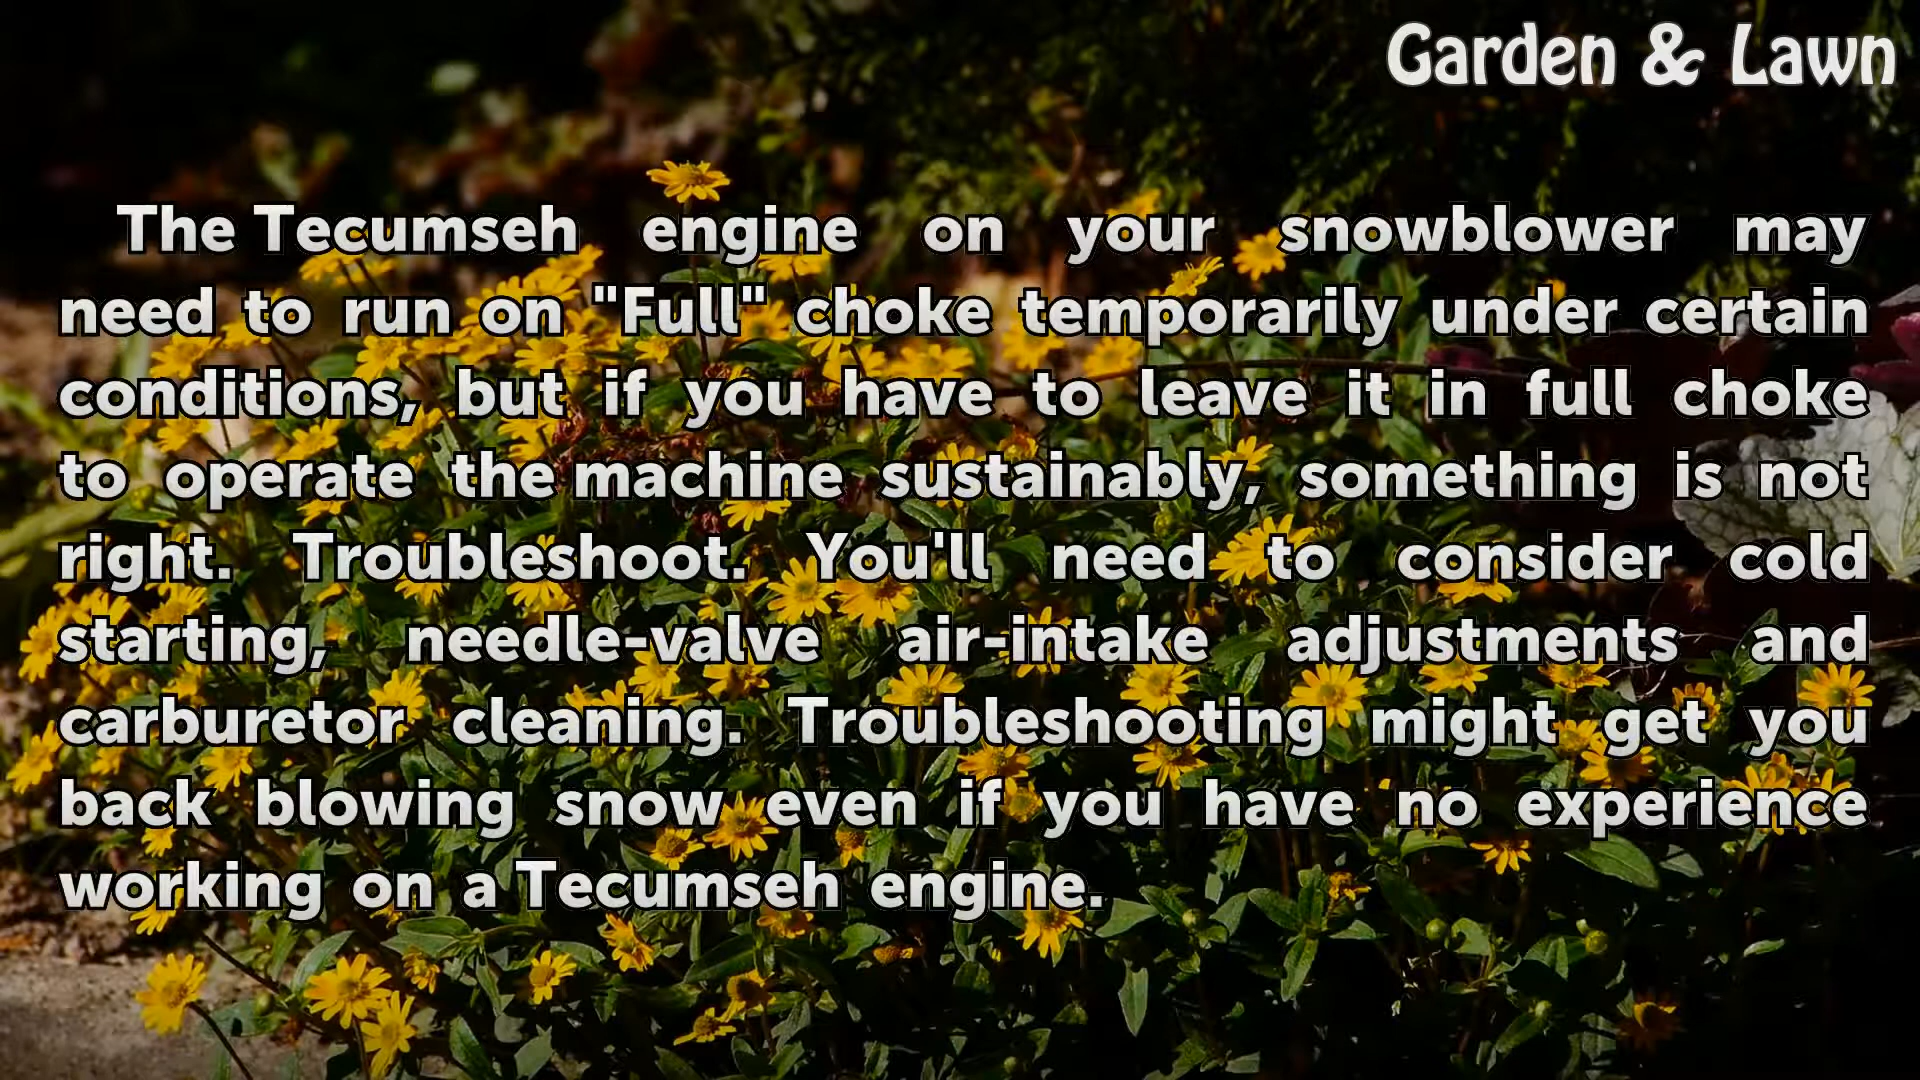 Garden & Lawn
The Tecumseh engine on your snowblower may
need to run on "Full" choke temporarily under certain
conditions, but if you have to leave it in full choke
to operate the machine sustainably, something is not
right. Troubleshoot. You'll need to consider cold
starting, needle-valve air-intake adjustments and
carburetor cleaning. Troubleshooting might get you
back blowing snow even if you have no experience
working on a Tecumseh engine.